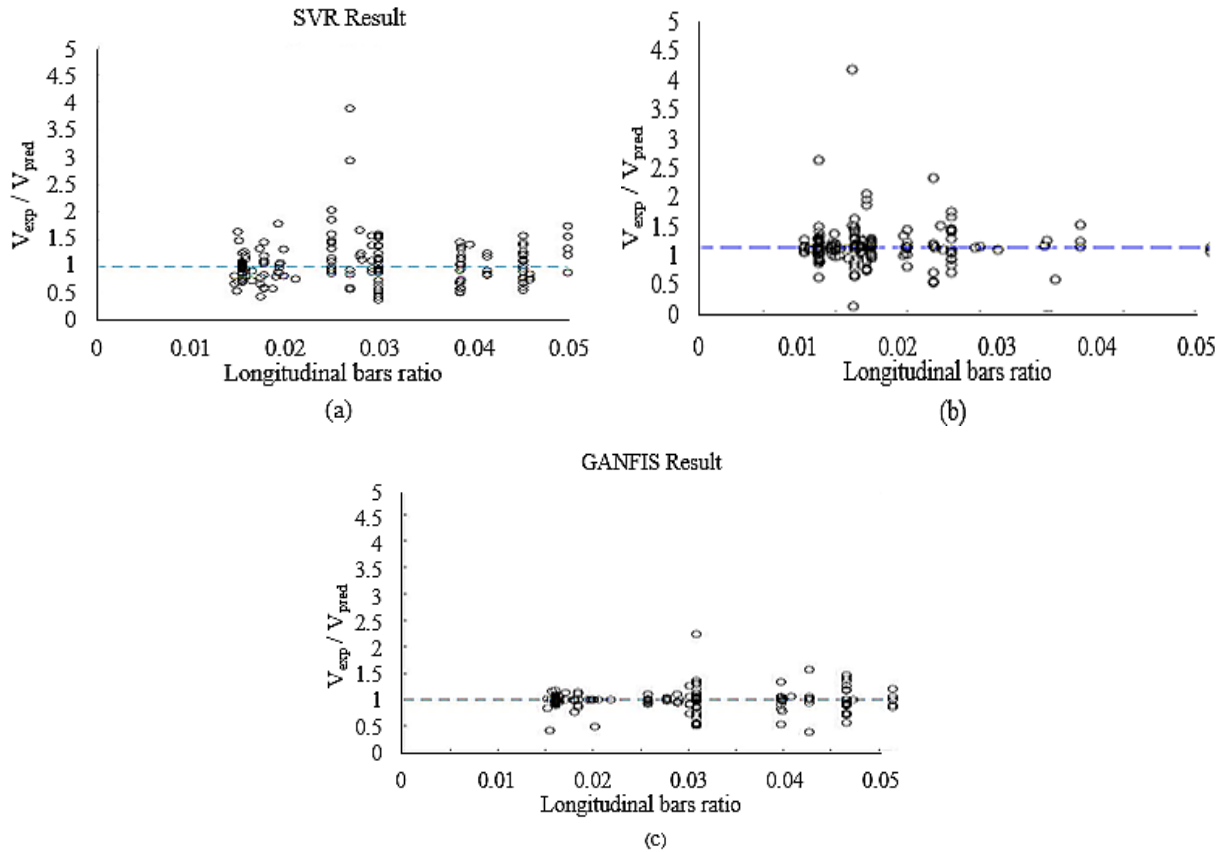 SVR Result
5
4.5
4
3.5
3
2.5
2
1.5
1
0.5
0
V_exp / V_pred
0 0.01 0.02 0.03 0.04 0.05
Longitudinal bars ratio
(a)
5
4.5
4
3.5
3
2.5
2
1.5
1
0.5
0
V_exp / V_pred
0 0.01 0.02 0.03 0.04 0.05
Longitudinal bars ratio
(b)
GANFIS Result
5
4.5
4
3.5
3
2.5
2
1.5
1
0.5
0
V_exp / V_pred
0 0.01 0.02 0.03 0.04 0.05
Longitudinal bars ratio
(c)